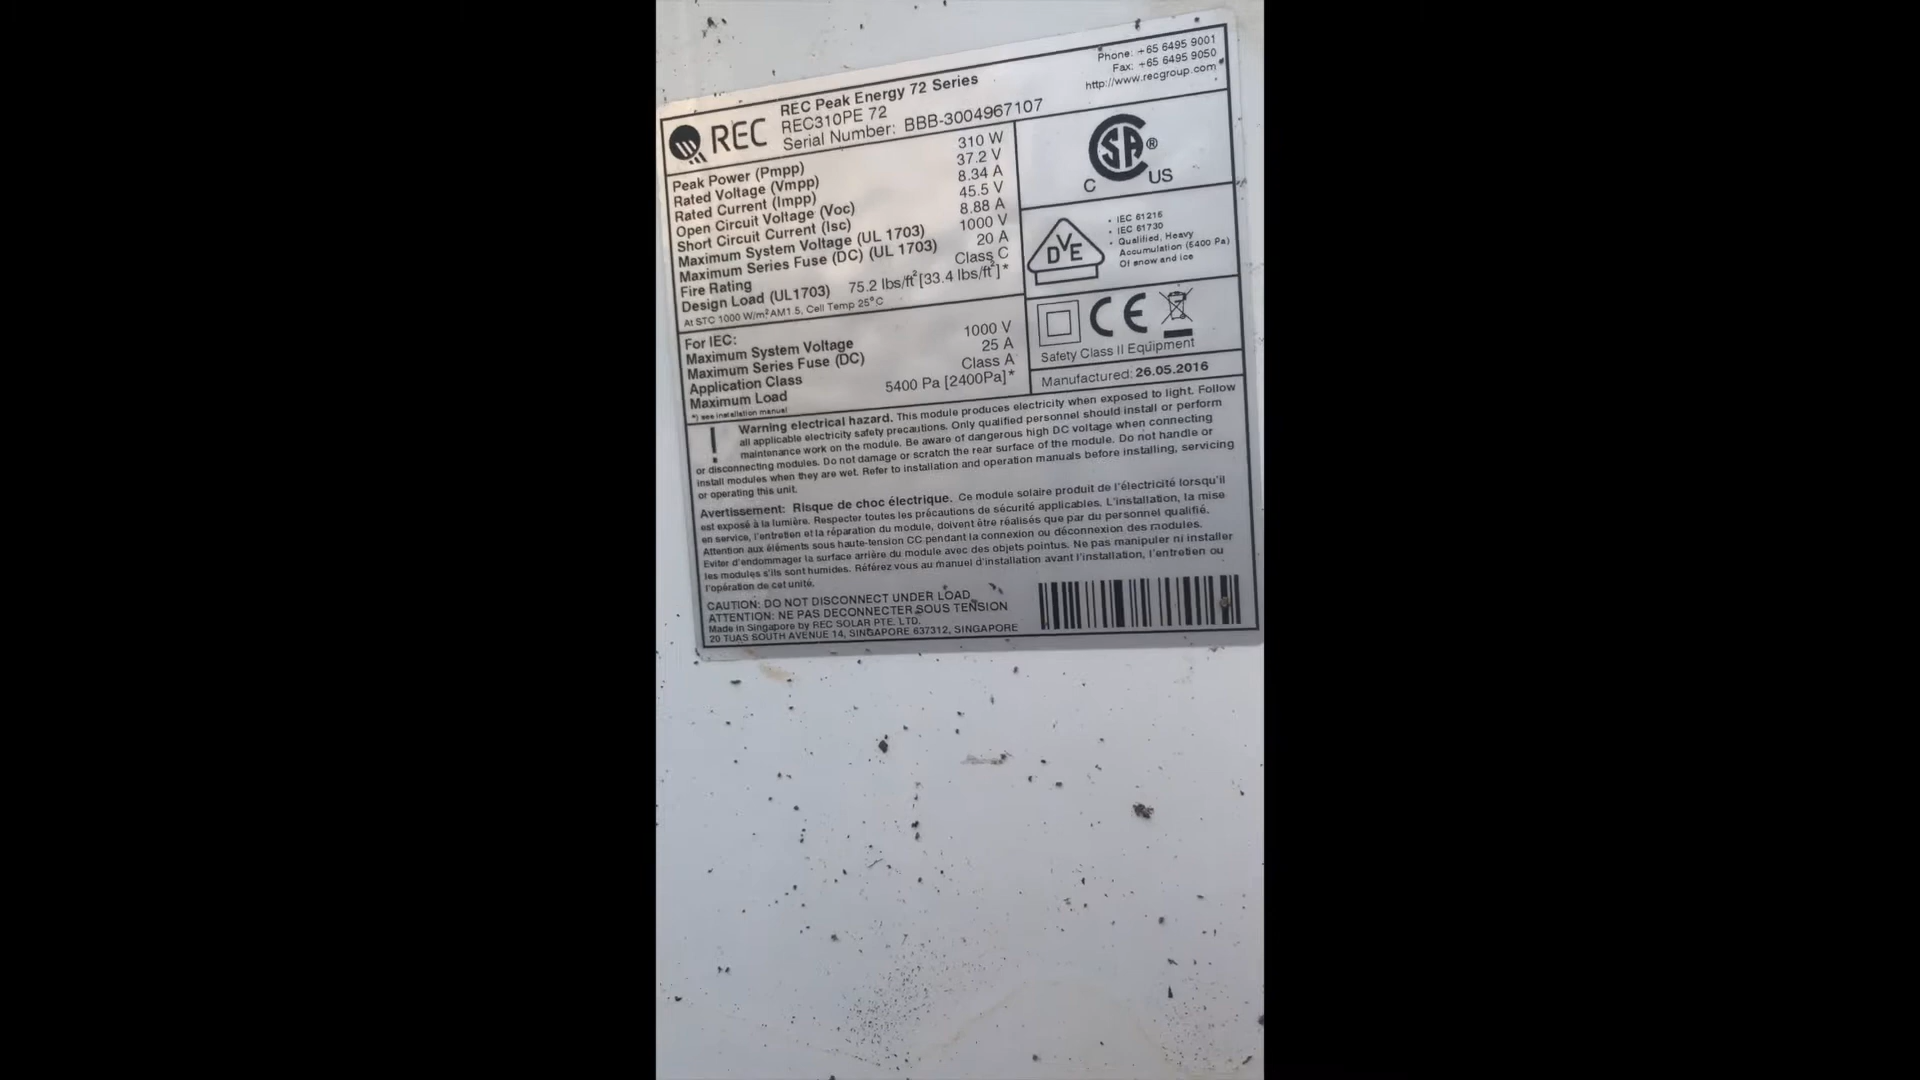 REC
REC Peak Energy 72 Series
REC310PE 72
Serial Number: BBB-3004967107
Phone: +65 6495 9001
Fax: +65 6495 9050
http://www.recgroup.com
Peak Power (Pmpp) 310 W
Rated Voltage (Vmpp) 37.2 V
Rated Current (Impp) 8.34 A
Open Circuit Voltage (Voc) 45.5 V
Short Circuit Current (Isc) 8.88 A
Maximum System Voltage (UL 1703) 1000 V
Maximum Series Fuse (DC) (UL 1703) 20 A
Fire Rating Class C
Design Load (UL1703) 75.2 lbs/ft² [33.4 lbs/ft²]*
At STC 1000 W/m² AM1.5, Cell Temp 25°C
For IEC:
Maximum System Voltage 1000 V
Maximum Series Fuse (DC) 25 A
Application Class Class A
Maximum Load 5400 Pa [2400Pa]*
*) see installation manual
SA ®
C US
DVE
• IEC 61215
• IEC 61730
• Qualified, Heavy
Accumulation (5400 Pa)
Of snow and ice
CE
Safety Class II Equipment
Manufactured: 26.05.2016
! Warning electrical hazard. This module produces electricity when exposed to light. Follow
all applicable electricity safety precautions. Only qualified personnel should install or perform
maintenance work on the module. Be aware of dangerous high DC voltage when connecting
or disconnecting modules. Do not damage or scratch the rear surface of the module. Do not handle or
install modules when they are wet. Refer to installation and operation manuals before installing, servicing
or operating this unit.
Avertissement: Risque de choc électrique. Ce module solaire produit de l'électricité lorsqu'il
est exposé à la lumière. Respecter toutes les précautions de sécurité applicables. L'installation, la mise
en service, l'entretien et la réparation du module, doivent être réalisés que par du personnel qualifié.
Attention aux éléments sous haute-tension CC pendant la connexion ou déconnexion des modules.
Eviter d'endommager la surface arrière du module avec des objets pointus. Ne pas manipuler ni installer
les modules s'ils sont humides. Référez vous au manuel d'installation avant l'installation, l'entretien ou
l'opération de cet unité.
CAUTION: DO NOT DISCONNECT UNDER LOAD
ATTENTION: NE PAS DECONNECTER SOUS TENSION
Made in Singapore by REC SOLAR PTE. LTD.
20 TUAS SOUTH AVENUE 14, SINGAPORE 637312, SINGAPORE